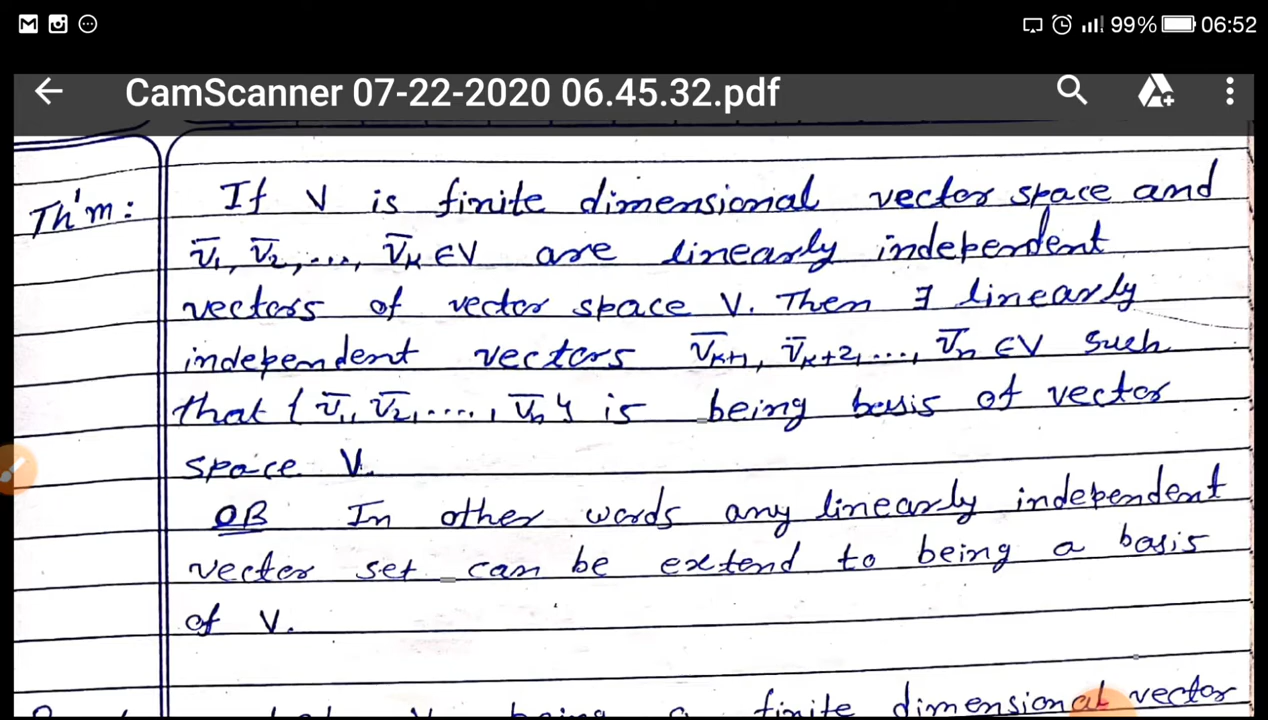 99% 06:52
CamScanner 07-22-2020 06.45.32.pdf
Th'm: If V is finite dimensional vector space and
v̅₁, v̅₂, ..., v̅ₖ ∈V are linearly independent
vectors of vector space V. Then ∃ linearly
independent vectors v̅ₖ₊₁, v̅ₖ₊₂, ..., v̅ₙ ∈V such
that { v̅₁, v̅₂, ...., v̅ₙ } is being basis of vector
space V.
OR In other words any linearly independent
vector set can be extend to being a basis
of V.
let V being a finite dimensional vector